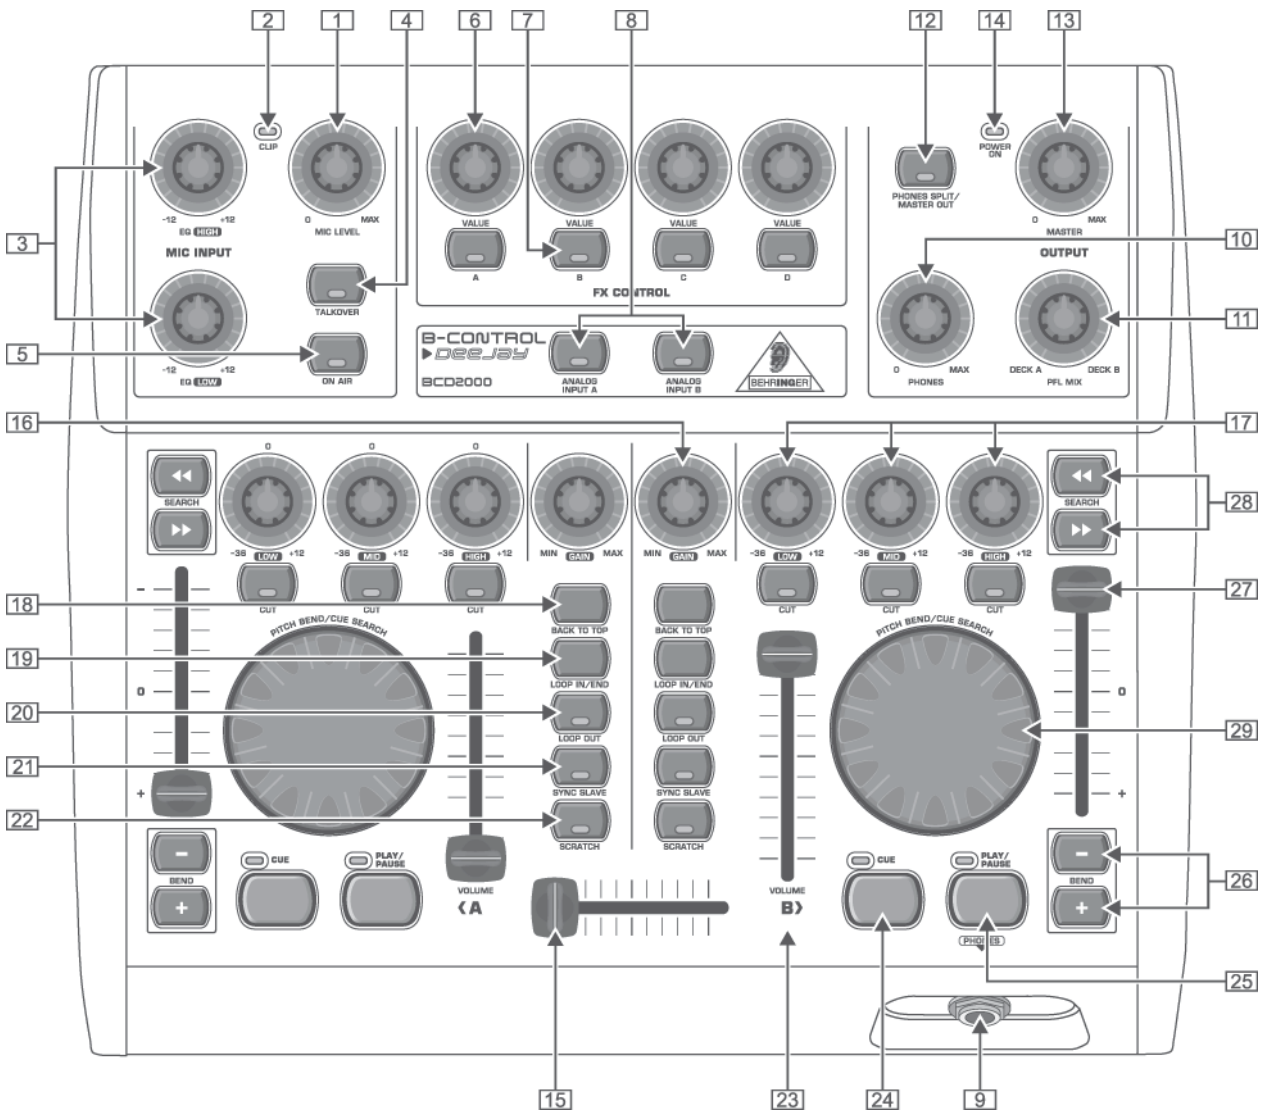 2 1 4 6 7 8 12 14 13
CLIP
POWER ON
PHONES SPLIT/
MASTER OUT
-12 +12
EQ HIGH
0 MAX
MIC LEVEL
VALUE VALUE VALUE VALUE
0 MAX
MASTER
3
MIC INPUT
10
OUTPUT
A B C D
FX CONTROL
TALKOVER
11
5
-12 +12
EQ LOW
ON AIR
B-CONTROL
DEEJAY
BCD2000
ANALOG
INPUT A
ANALOG
INPUT B
BEHRINGER
0 MAX
PHONES
DECK A DECK B
PFL MIX
16 17
0 0 0
SEARCH SEARCH
28
-36 LOW +12 -36 MID +12 -36 HIGH +12 MIN GAIN MAX MIN GAIN MAX -36 LOW +12 -36 MID +12 -36 HIGH +12
- 27
18
CUT CUT CUT CUT CUT CUT
PITCH BEND/CUE SEARCH PITCH BEND/CUE SEARCH
BACK TO TOP BACK TO TOP
19
LOOP IN/END LOOP IN/END
0 0
20
LOOP OUT LOOP OUT
29
21
SYNC SLAVE SYNC SLAVE
+ +
22
SCRATCH SCRATCH
- CUE PLAY/
PAUSE
CUE PLAY/
PAUSE
-
BEND BEND
26
VOLUME VOLUME
+ A B +
PHONES
25
15 23 24 9